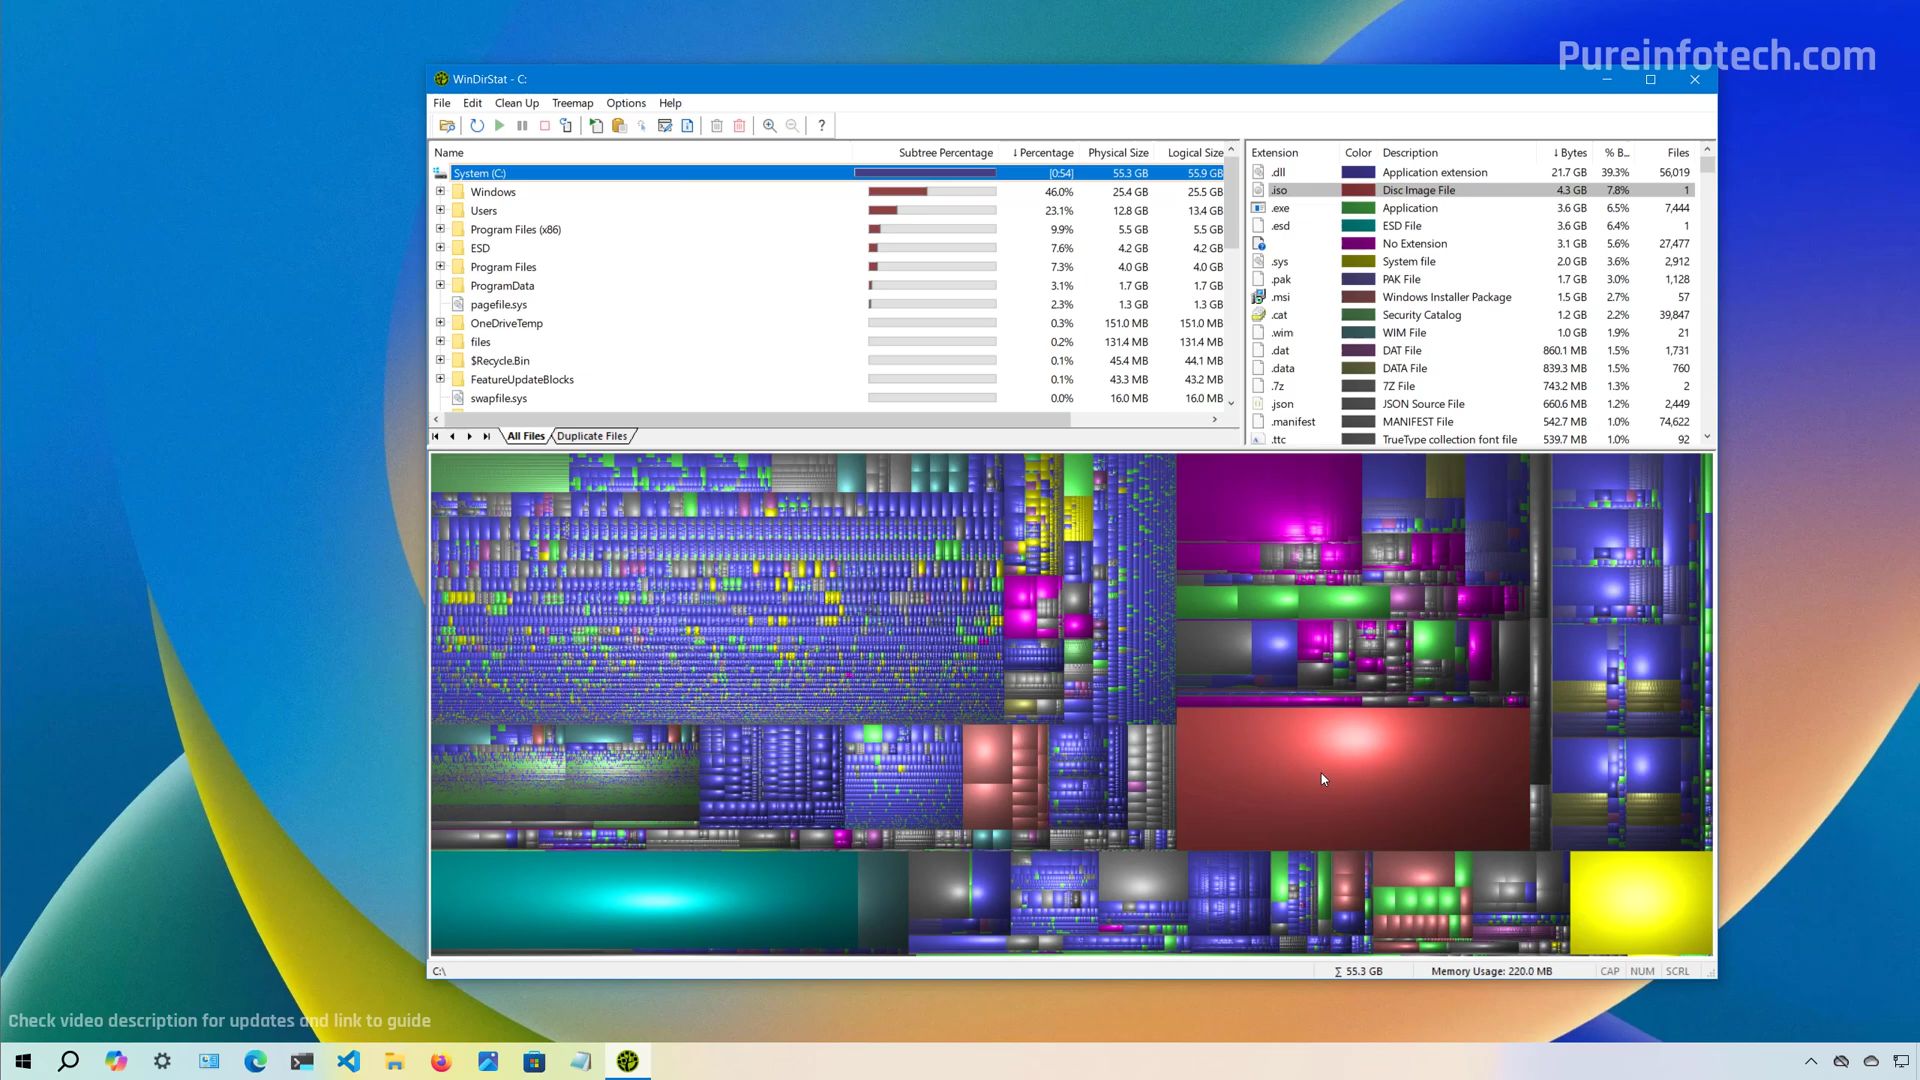 Pureinfotech.com
WinDirStat - C:
File Edit Clean Up Treemap Options Help
?
Name Subtree Percentage ↓ Percentage Physical Size Logical Size
System (C:) [0:54] 55.3 GB 55.9 GB
Windows 46.0% 25.4 GB 25.5 GB
Users 23.1% 12.8 GB 13.4 GB
Program Files (x86) 9.9% 5.5 GB 5.5 GB
ESD 7.6% 4.2 GB 4.2 GB
Program Files 7.3% 4.0 GB 4.0 GB
ProgramData 3.1% 1.7 GB 1.7 GB
pagefile.sys 2.3% 1.3 GB 1.3 GB
OneDriveTemp 0.3% 151.0 MB 151.0 MB
files 0.2% 131.4 MB 131.4 MB
$Recycle.Bin 0.1% 45.4 MB 44.1 MB
FeatureUpdateBlocks 0.1% 43.3 MB 43.2 MB
swapfile.sys 0.0% 16.0 MB 16.0 MB
All Files Duplicate Files
Extension Color Description ↓ Bytes % B... Files
.dll Application extension 21.7 GB 39.3% 56,019
.iso Disc Image File 4.3 GB 7.8% 1
.exe Application 3.6 GB 6.5% 7,444
.esd ESD File 3.6 GB 6.4% 1
No Extension 3.1 GB 5.6% 27,477
.sys System file 2.0 GB 3.6% 2,912
.pak PAK File 1.7 GB 3.0% 1,128
.msi Windows Installer Package 1.5 GB 2.7% 57
.cat Security Catalog 1.2 GB 2.2% 39,847
.wim WIM File 1.0 GB 1.9% 21
.dat DAT File 860.1 MB 1.5% 1,731
.data DATA File 839.3 MB 1.5% 760
.7z 7Z File 743.2 MB 1.3% 2
.json JSON Source File 660.6 MB 1.2% 2,449
.manifest MANIFEST File 542.7 MB 1.0% 74,622
.ttc TrueType collection font file 539.7 MB 1.0% 92
C:\ ∑ 55.3 GB Memory Usage: 220.0 MB CAP NUM SCRL
Check video description for updates and link to guide